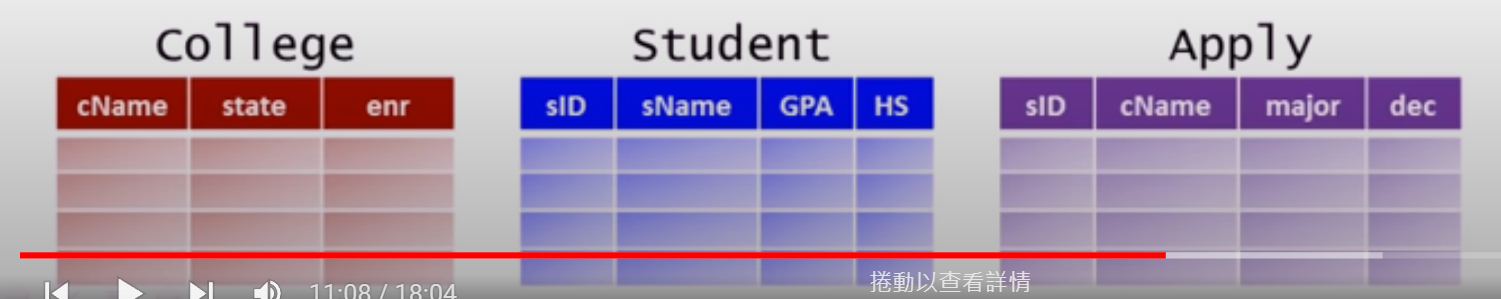 College Student Apply
cName state enr sID sName GPA HS sID cName major dec
捲動以查看詳情
11:08 / 18:04